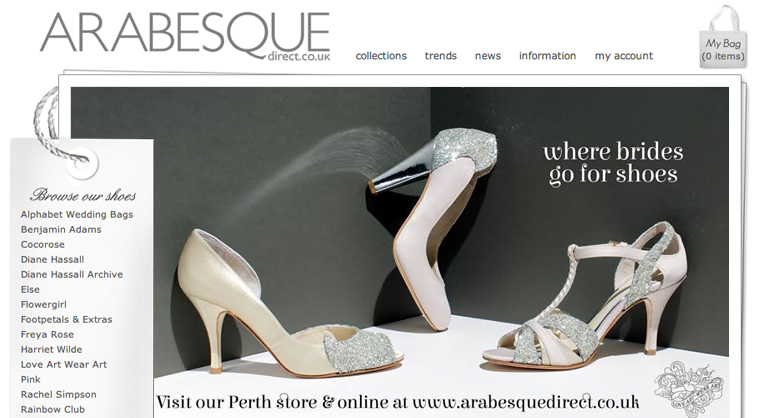 ARABESQUE
direct.co.uk
collections trends news information my account
My Bag
(0 items)
where brides
go for shoes
Browse our shoes
Alphabet Wedding Bags
Benjamin Adams
Cocorose
Diane Hassall
Diane Hassall Archive
Else
Flowergirl
Footpetals & Extras
Freya Rose
Harriet Wilde
Love Art Wear Art
Pink
Rachel Simpson
Rainbow Club
Visit our Perth store & online at www.arabesquedirect.co.uk